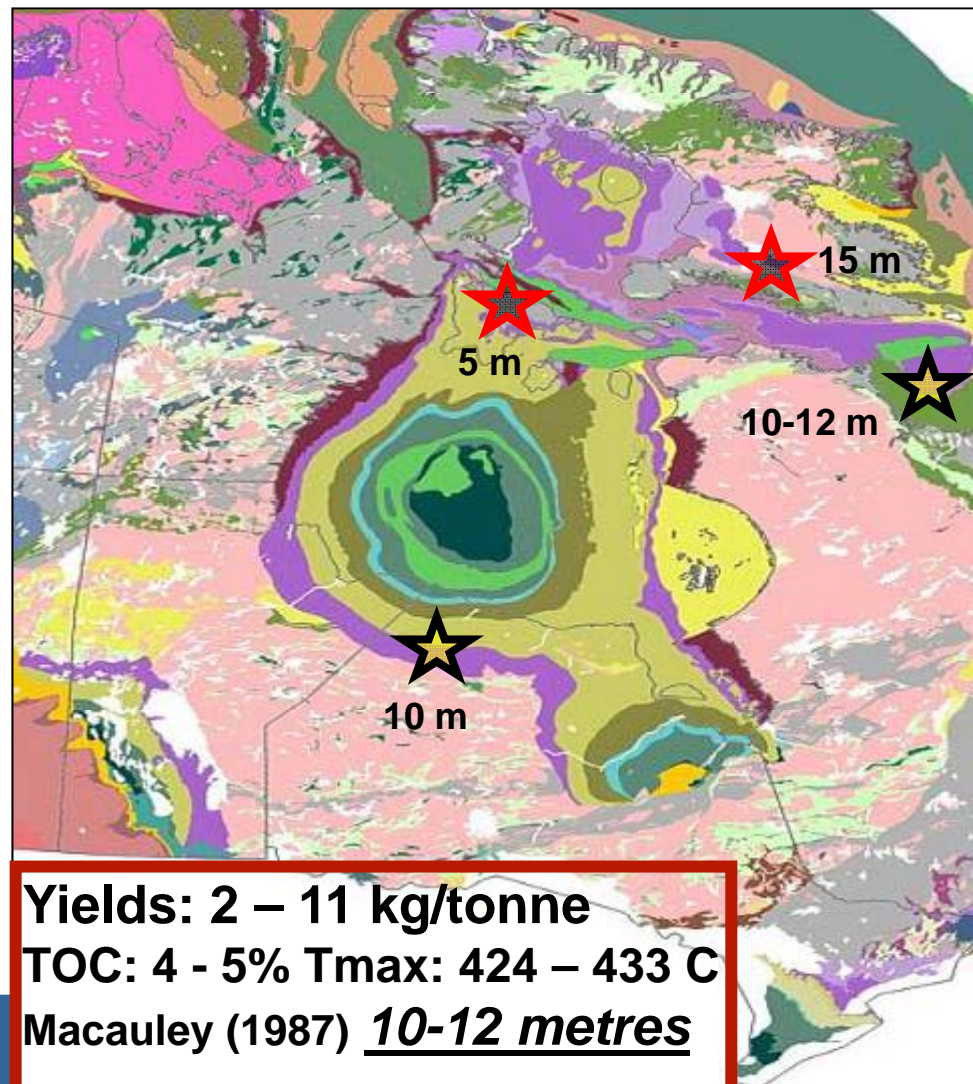 15 m
5 m
10-12 m
10 m
Yields: 2 – 11 kg/tonne
TOC: 4 - 5% Tmax: 424 – 433 C
Macauley (1987) 10-12 metres